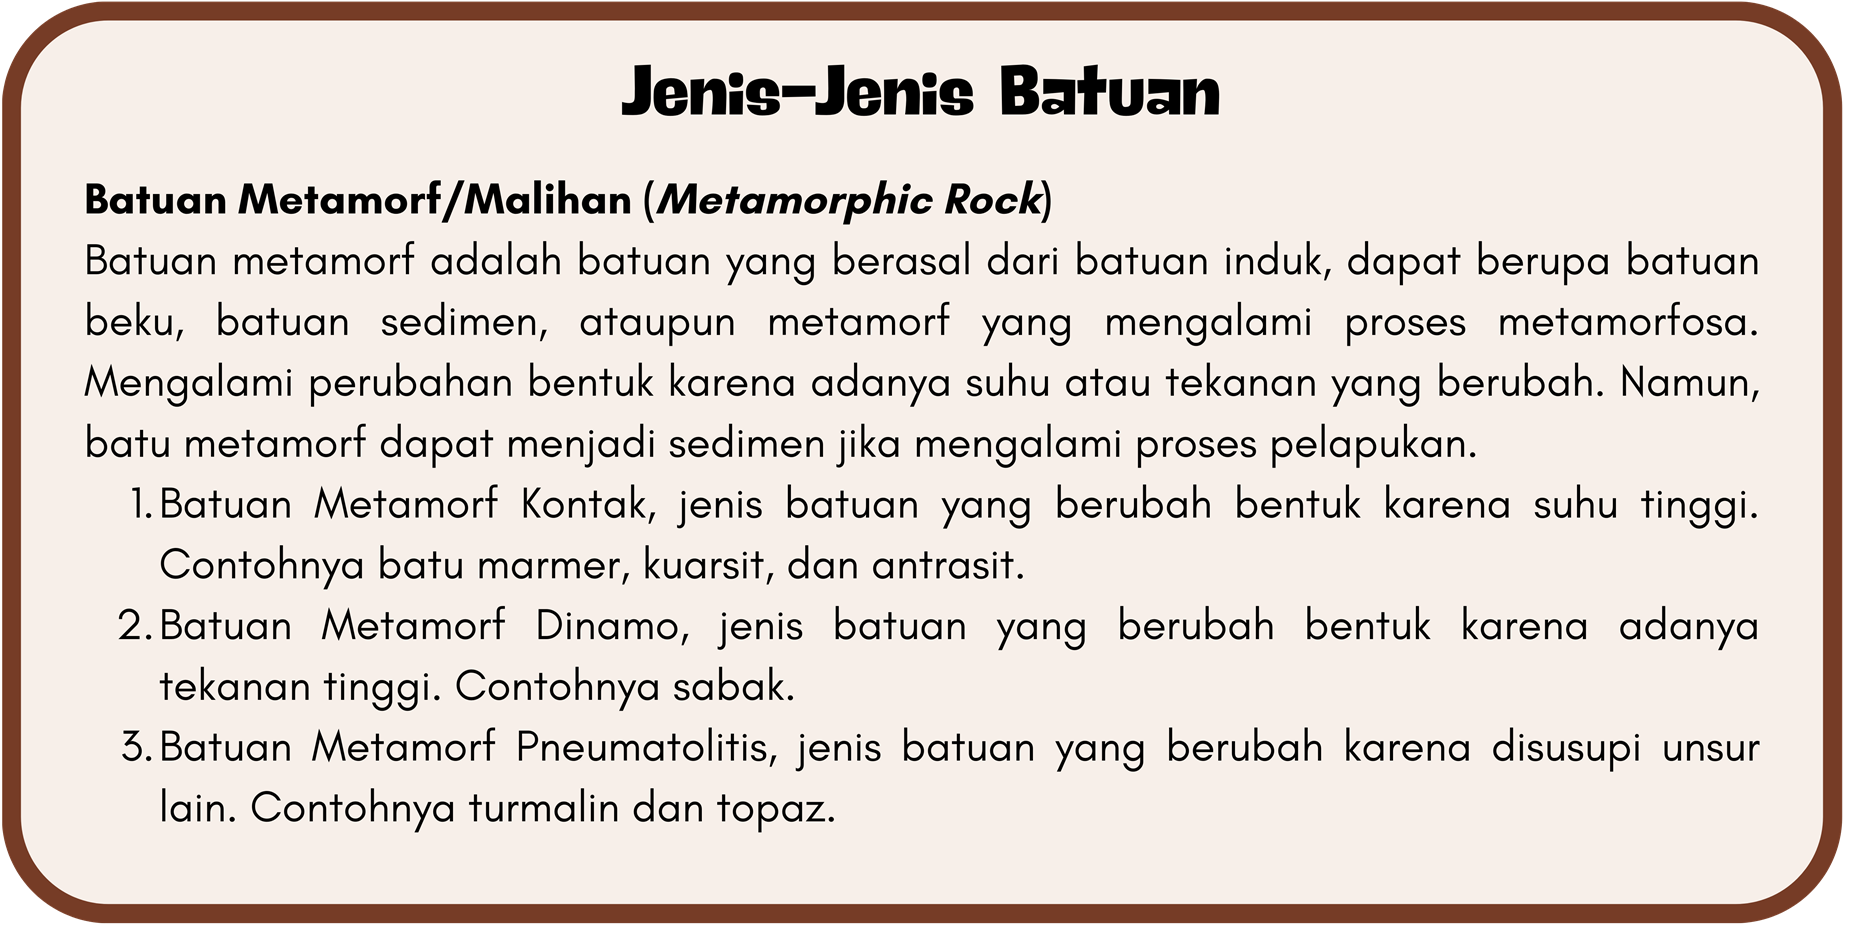 Jenis-Jenis Batuan
Batuan Metamorf/Malihan (Metamorphic Rock)
Batuan metamorf adalah batuan yang berasal dari batuan induk, dapat berupa batuan
beku, batuan sedimen, ataupun metamorf yang mengalami proses metamorfosa.
Mengalami perubahan bentuk karena adanya suhu atau tekanan yang berubah. Namun,
batu metamorf dapat menjadi sedimen jika mengalami proses pelapukan.
1. Batuan Metamorf Kontak, jenis batuan yang berubah bentuk karena suhu tinggi.
Contohnya batu marmer, kuarsit, dan antrasit.
2. Batuan Metamorf Dinamo, jenis batuan yang berubah bentuk karena adanya
tekanan tinggi. Contohnya sabak.
3. Batuan Metamorf Pneumatolitis, jenis batuan yang berubah karena disusupi unsur
lain. Contohnya turmalin dan topaz.